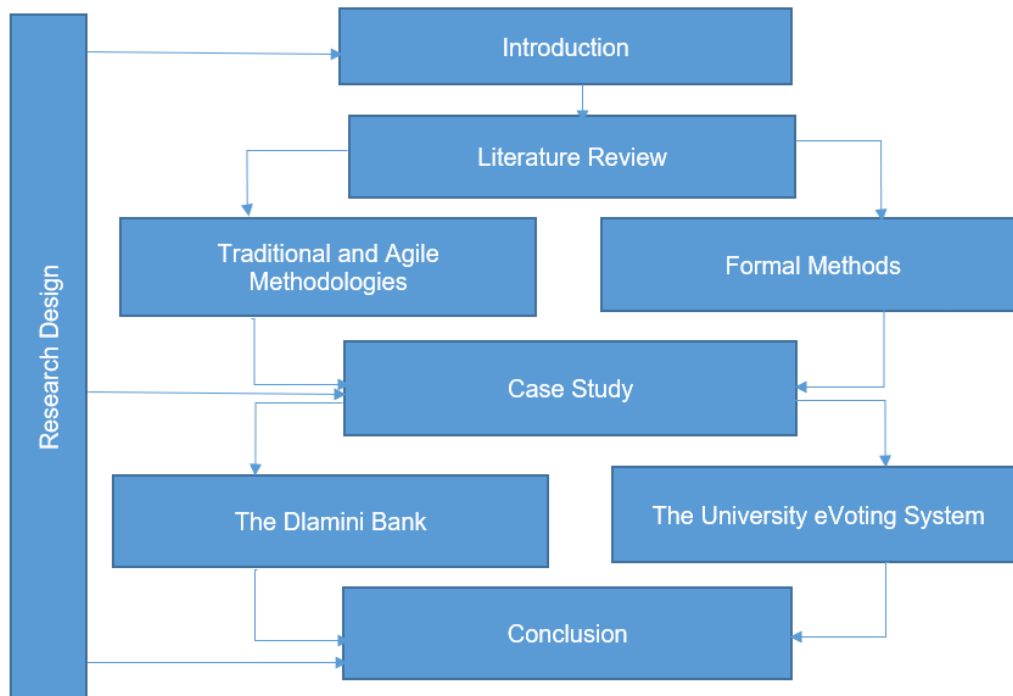 Research Design
Introduction
Literature Review
Traditional and Agile
Methodologies
Formal Methods
Case Study
The Dlamini Bank
The University eVoting System
Conclusion